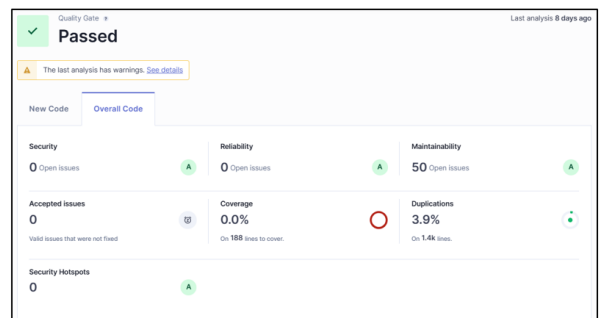 Quality Gate
Last analysis 8 days ago
Passed
The last analysis has warnings. See details
New Code
Overall Code
Security
Reliability
Maintainability
0 Open issues
A
0 Open issues
A
50 Open issues
A
Accepted issues
Coverage
Duplications
0
0.0%
3.9%
Valid issues that were not fixed
On 188 lines to cover.
On 1.4k lines.
Security Hotspots
0
A